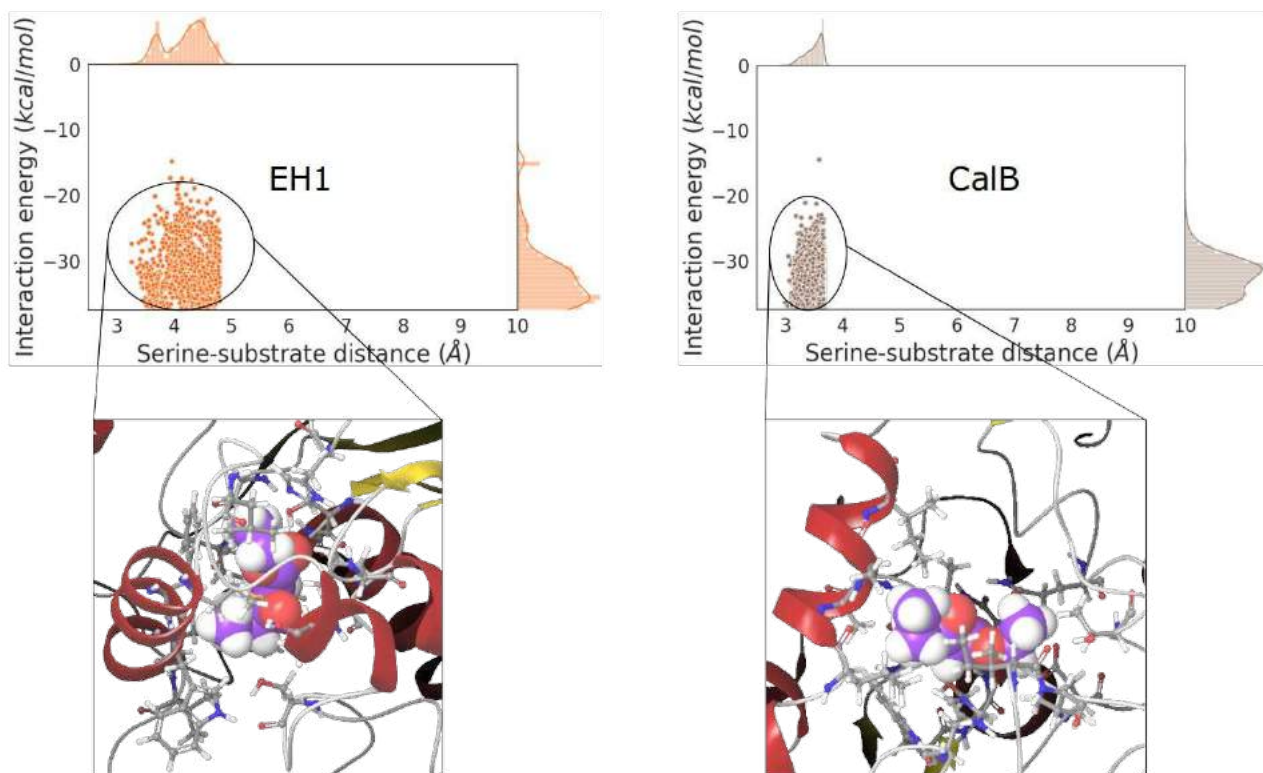 Interaction energy (kcal/mol)
0
−10
−20
−30
EH1
3 4 5 6 7 8 9 10
Serine-substrate distance (Å)
Interaction energy (kcal/mol)
0
−10
−20
−30
CalB
3 4 5 6 7 8 9 10
Serine-substrate distance (Å)